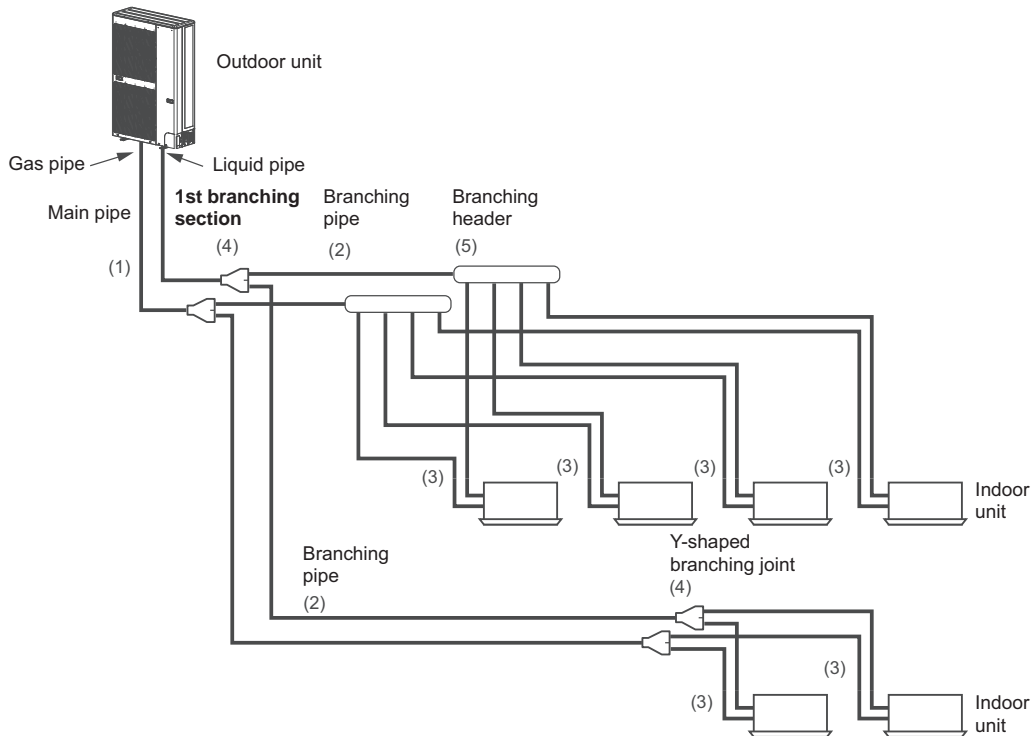 Outdoor unit
Gas pipe
Liquid pipe
Main pipe
1st branching
section
Branching
pipe
Branching
header
(4)
(2)
(5)
(1)
(3)
(3)
(3)
(3)
Indoor
unit
Branching
pipe
(2)
Y-shaped
branching joint
(4)
(3)
(3)
Indoor
unit